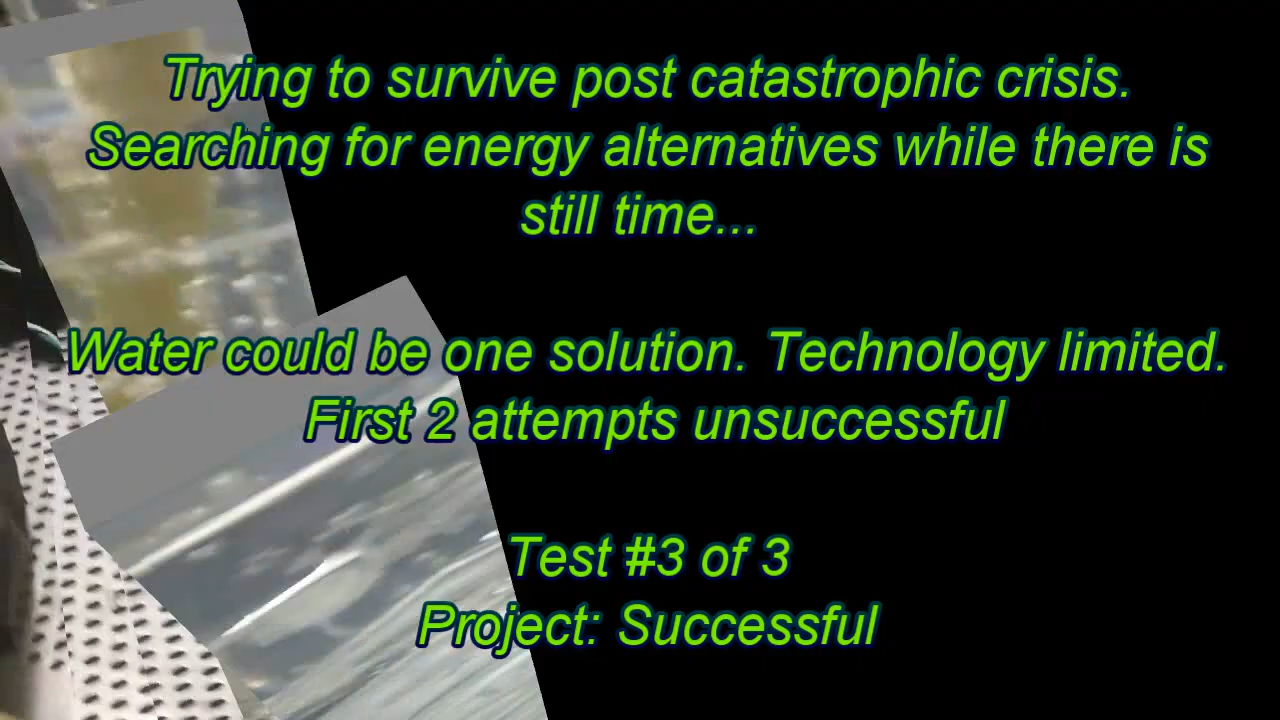 Trying to survive post catastrophic crisis.
Searching for energy alternatives while there is
still time...
Water could be one solution. Technology limited.
First 2 attempts unsuccessful
Test #3 of 3
Project: Successful